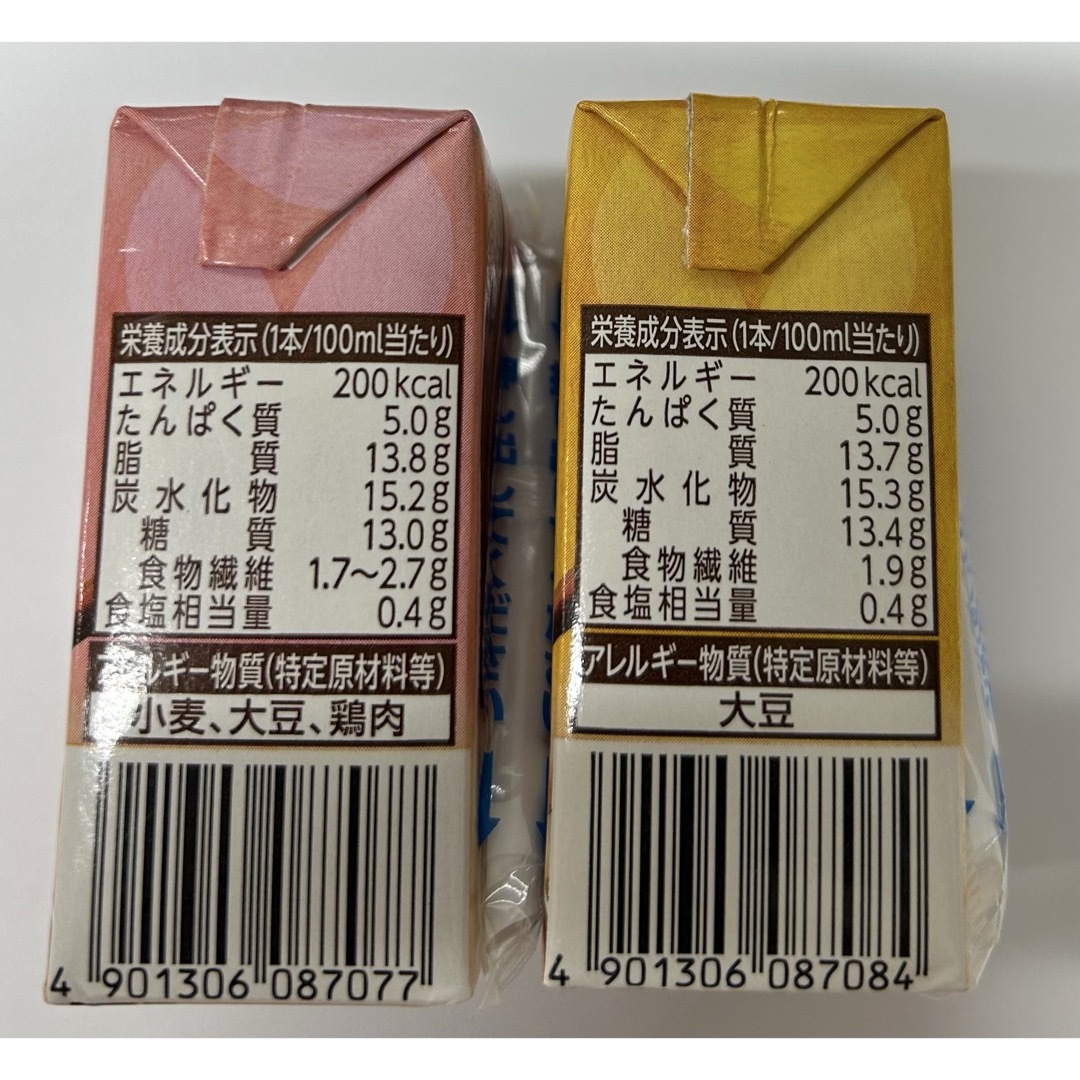 栄養成分表示(1本/100ml当たり)
エネルギー 200kcal
たんぱく質 5.0g
脂質 13.8g
炭水化物 15.2g
糖質 13.0g
食物繊維 1.7~2.7g
食塩相当量 0.4g
アレルギー物質(特定原材料等)
小麦、大豆、鶏肉
4 901306 087077
栄養成分表示(1本/100ml当たり)
エネルギー 200kcal
たんぱく質 5.0g
脂質 13.7g
炭水化物 15.3g
糖質 13.4g
食物繊維 1.9g
食塩相当量 0.4g
アレルギー物質(特定原材料等)
大豆
4 901306 087084